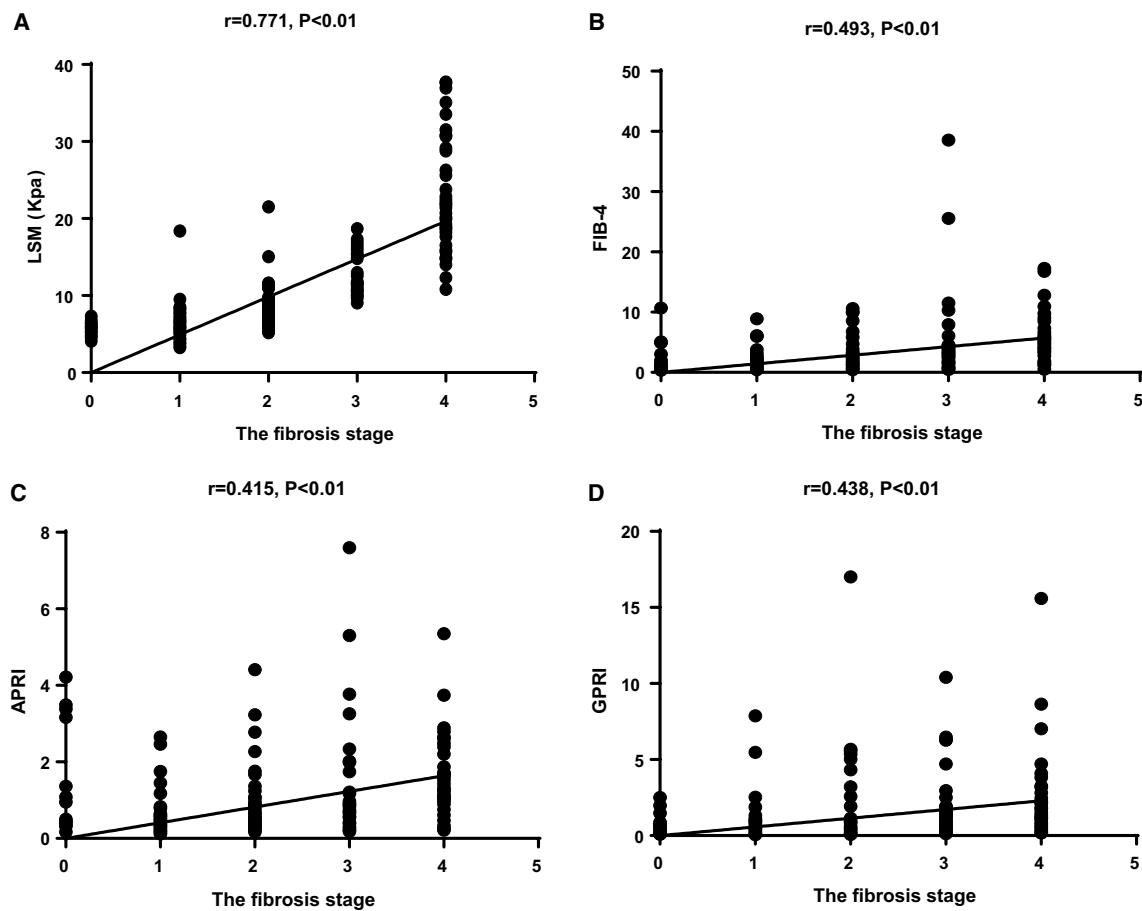 A
r=0.771, P<0.01
LSM (Kpa)
40
30
20
10
0
0 1 2 3 4 5
The fibrosis stage
B
r=0.493, P<0.01
FIB-4
50
40
30
20
10
0
0 1 2 3 4 5
The fibrosis stage
C
r=0.415, P<0.01
APRI
8
6
4
2
0
0 1 2 3 4 5
The fibrosis stage
D
r=0.438, P<0.01
GPRI
20
15
10
5
0
0 1 2 3 4 5
The fibrosis stage